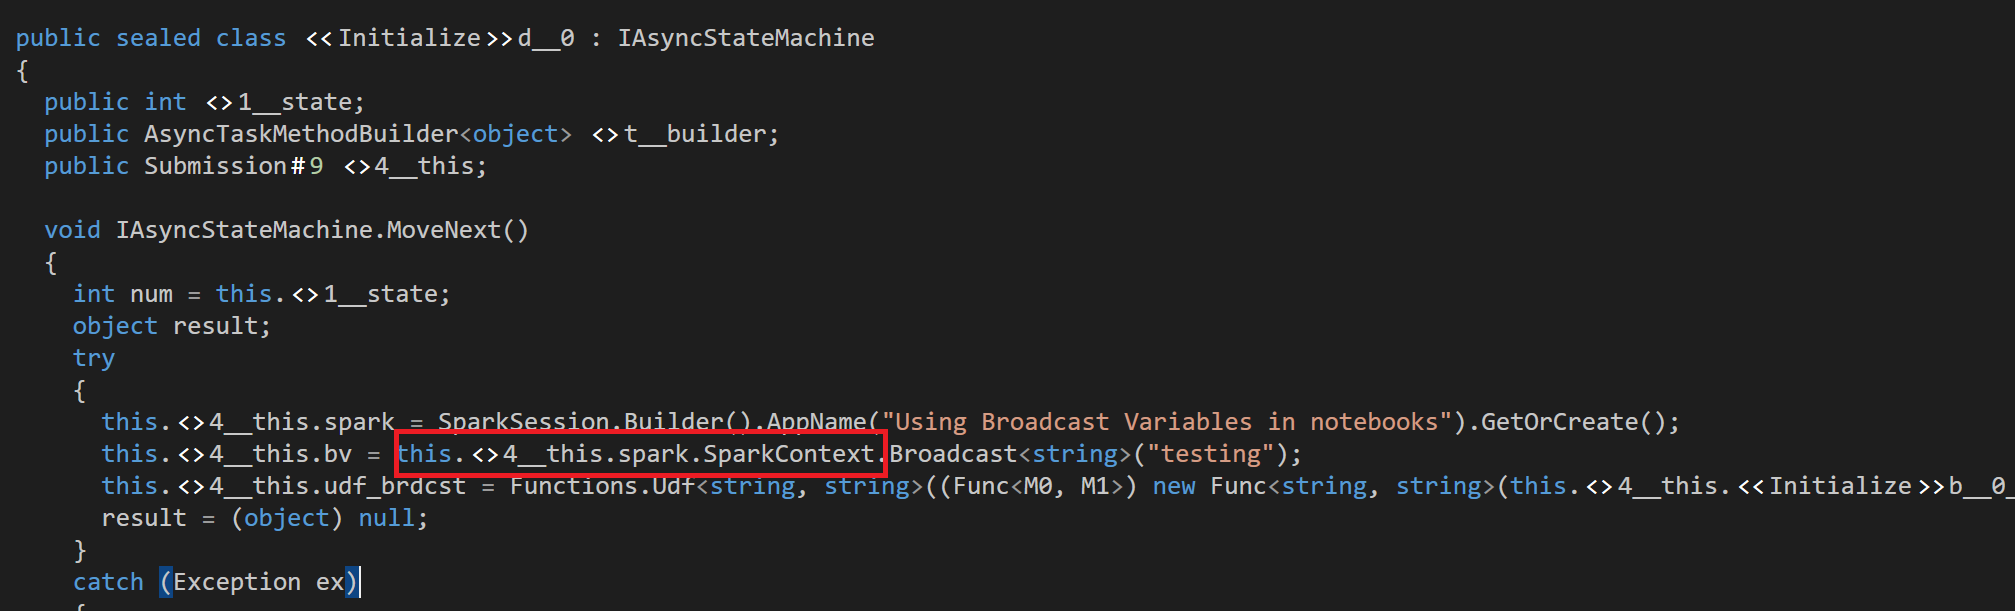 public sealed class <<Initialize>>d__0 : IAsyncStateMachine
{
public int <>1__state;
public AsyncTaskMethodBuilder<object> <>t__builder;
public Submission#9 <>4__this;
void IAsyncStateMachine.MoveNext()
{
int num = this.<>1__state;
object result;
try
{
this.<>4__this.spark = SparkSession.Builder().AppName("Using Broadcast Variables in notebooks").GetOrCreate();
this.<>4__this.bv = this.<>4__this.spark.SparkContext.Broadcast<string>("testing");
this.<>4__this.udf_brdcst = Functions.Udf<string, string>((Func<M0, M1>) new Func<string, string>(this.<>4__this.<<Initialize>>b__0_
result = (object) null;
}
catch (Exception ex)
{